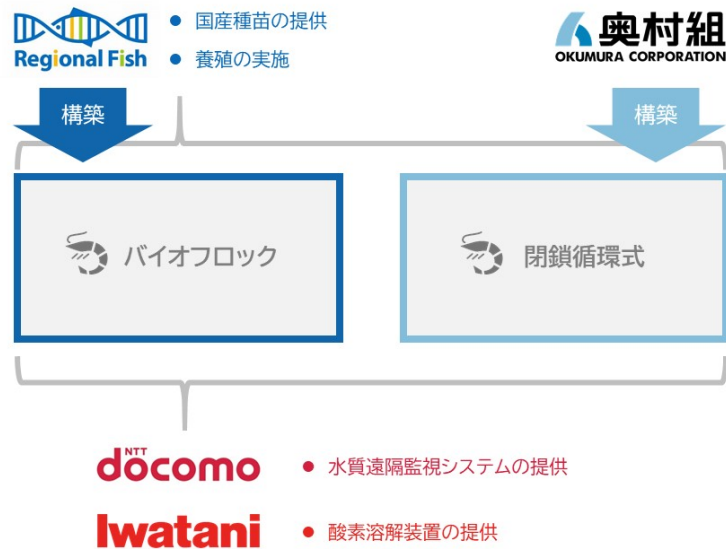 Regional Fish
● 国産種苗の提供
● 養殖の実施
奥村組
OKUMURA CORPORATION
構築
構築
バイオフロック
閉鎖循環式
NTT
döcomo
● 水質遠隔監視システムの提供
Iwatani
● 酸素溶解装置の提供